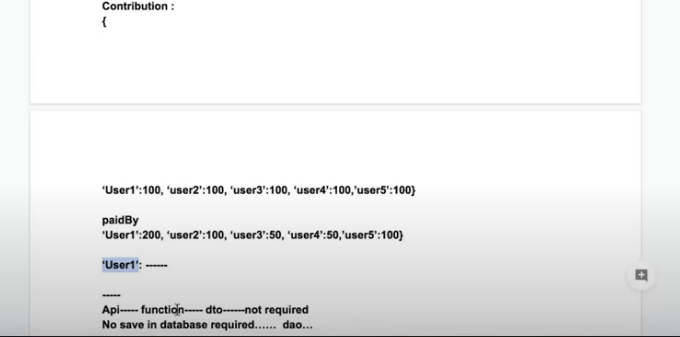 Contribution :
{
‘User1’:100, ‘user2’:100, ‘user3’:100, ‘user4’:100,’user5’:100}
paidBy
‘User1’:200, ‘user2’:100, ‘user3’:50, ‘user4’:50,’user5’:100}
‘User1’: ------
-----
Api----- function----- dto------not required
No save in database required...... dao...